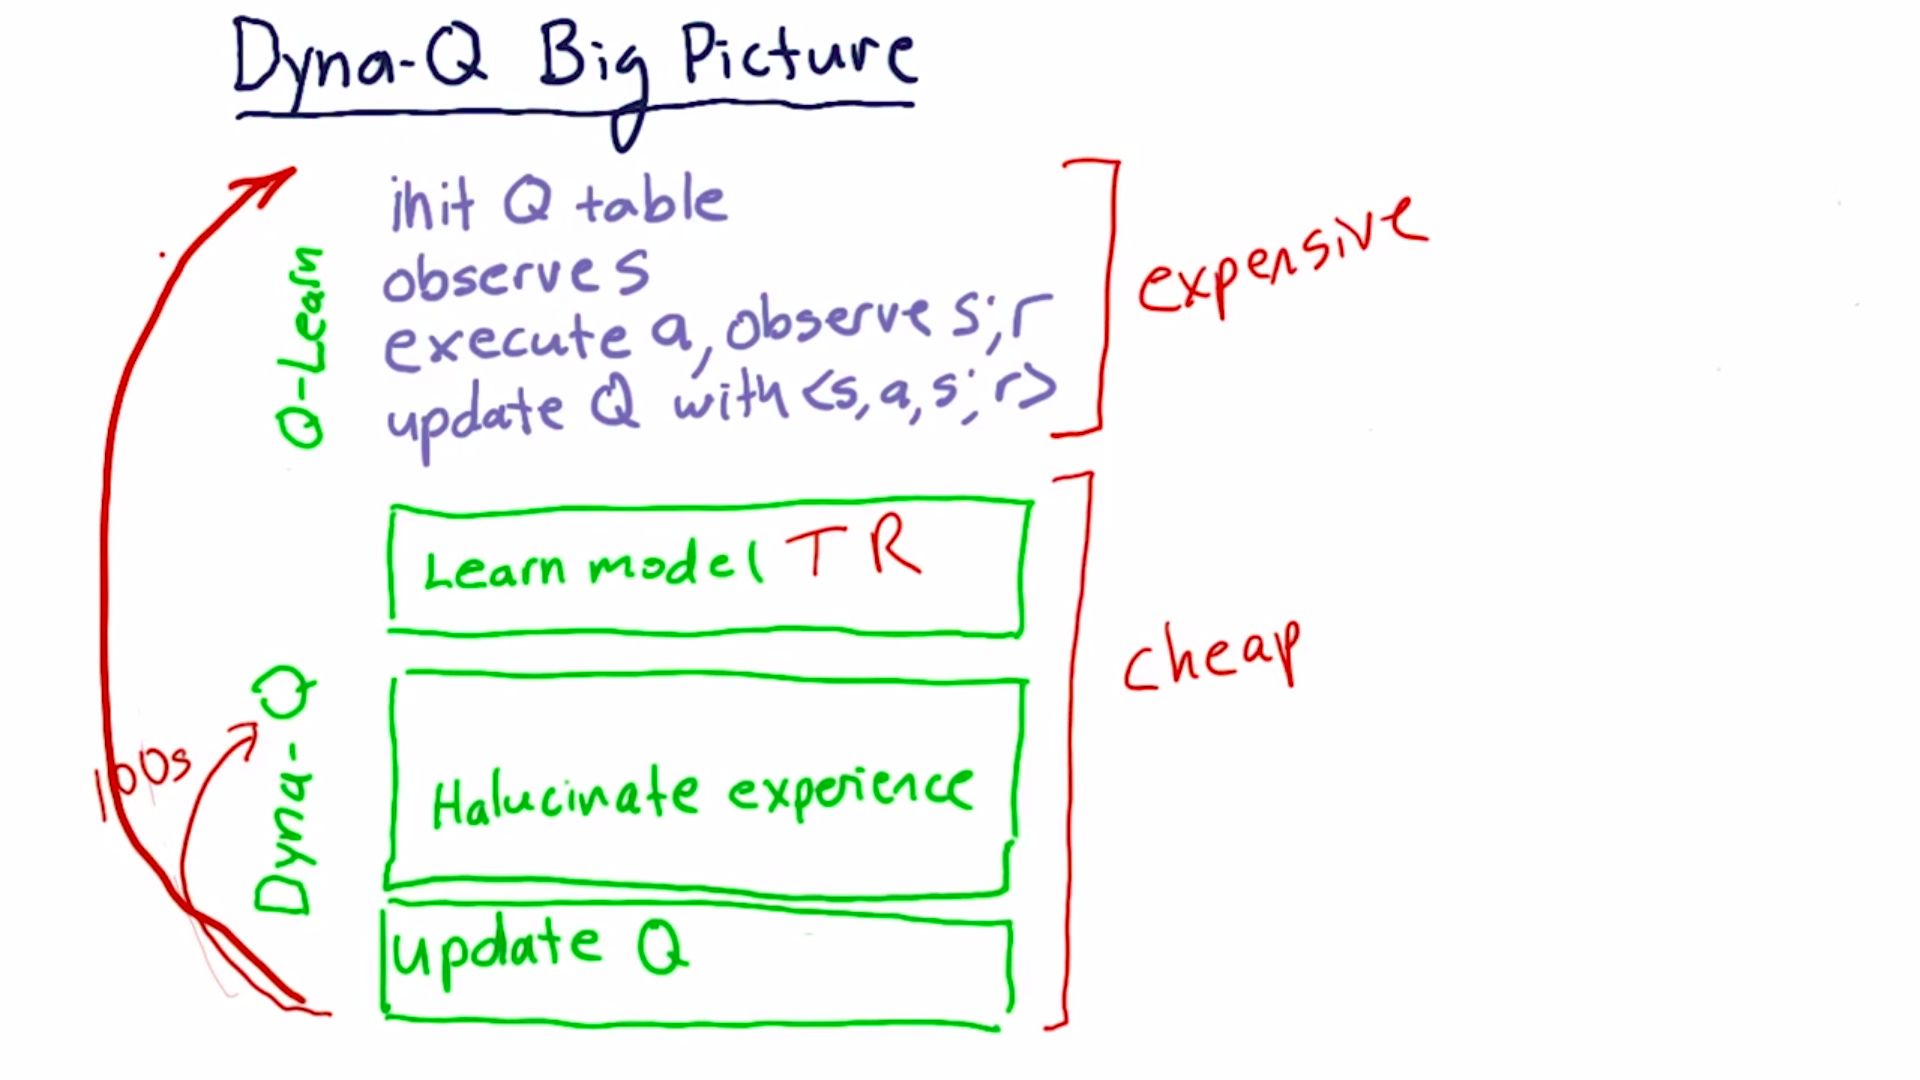 Dyna-Q Big Picture
Q-Learn
init Q table
observe s
execute a, observe s', r
update Q with <s, a, s', r>
expensive
Dyna-Q
Learn model T R
Halucinate experience
update Q
cheap
100s